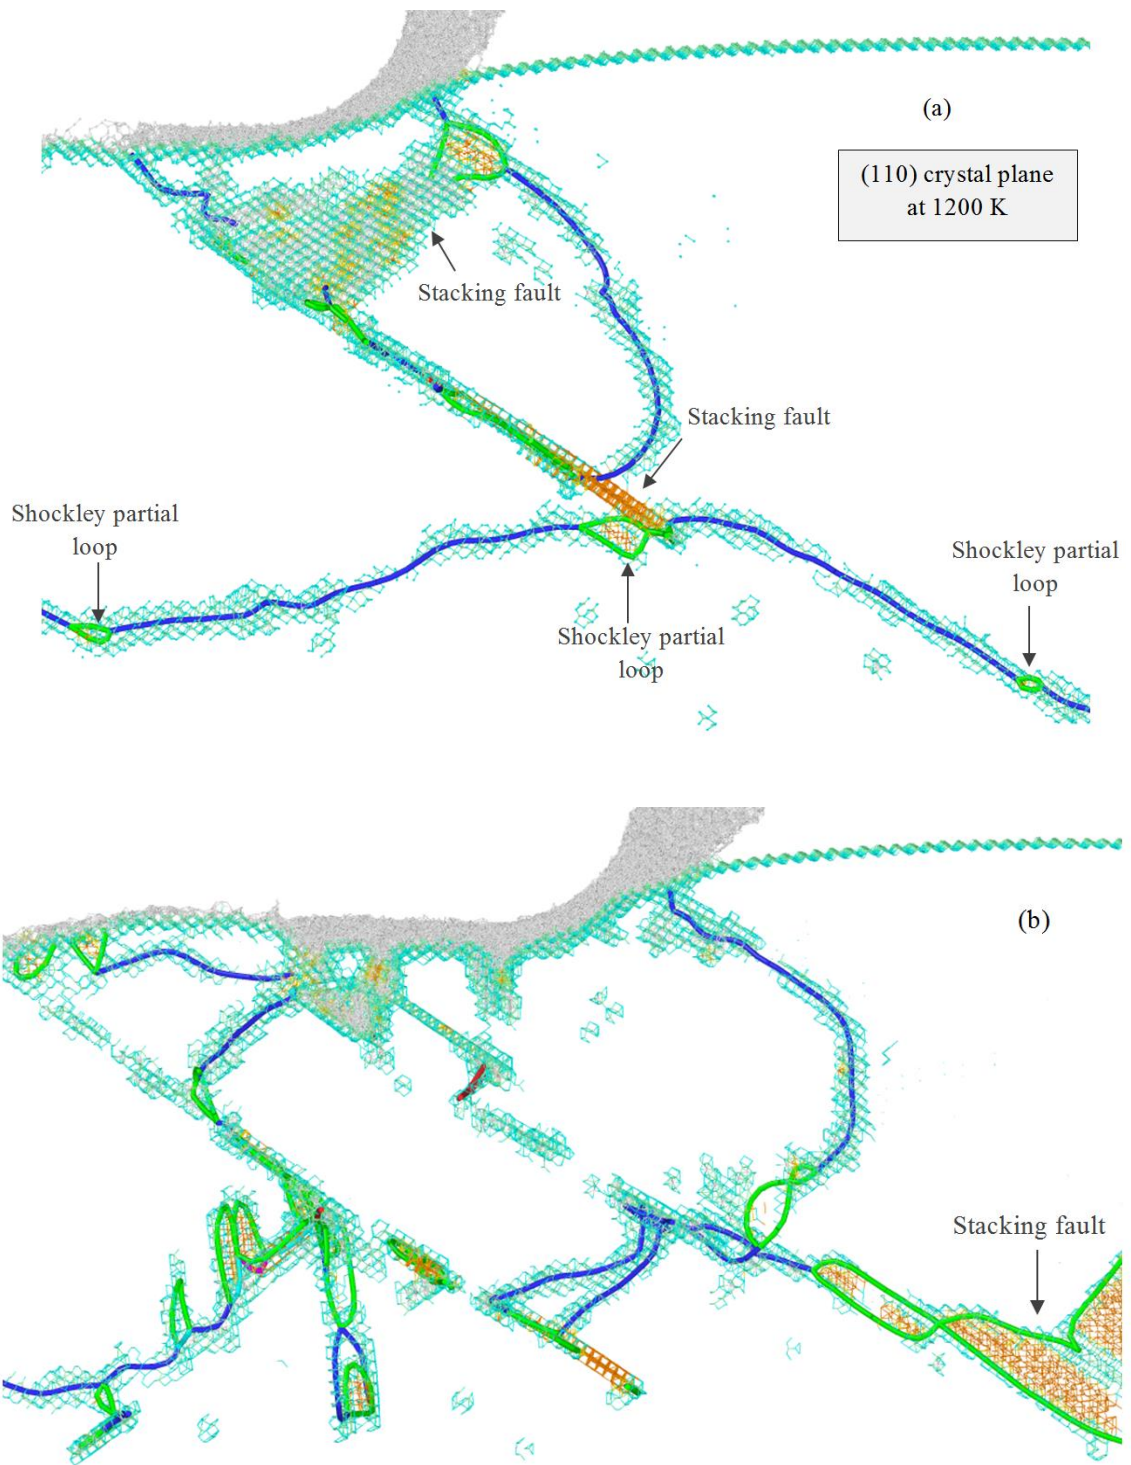 (a)
(110) crystal plane
at 1200 K
Stacking fault
Stacking fault
Shockley partial
loop
Shockley partial
loop
Shockley partial
loop
(b)
Stacking fault